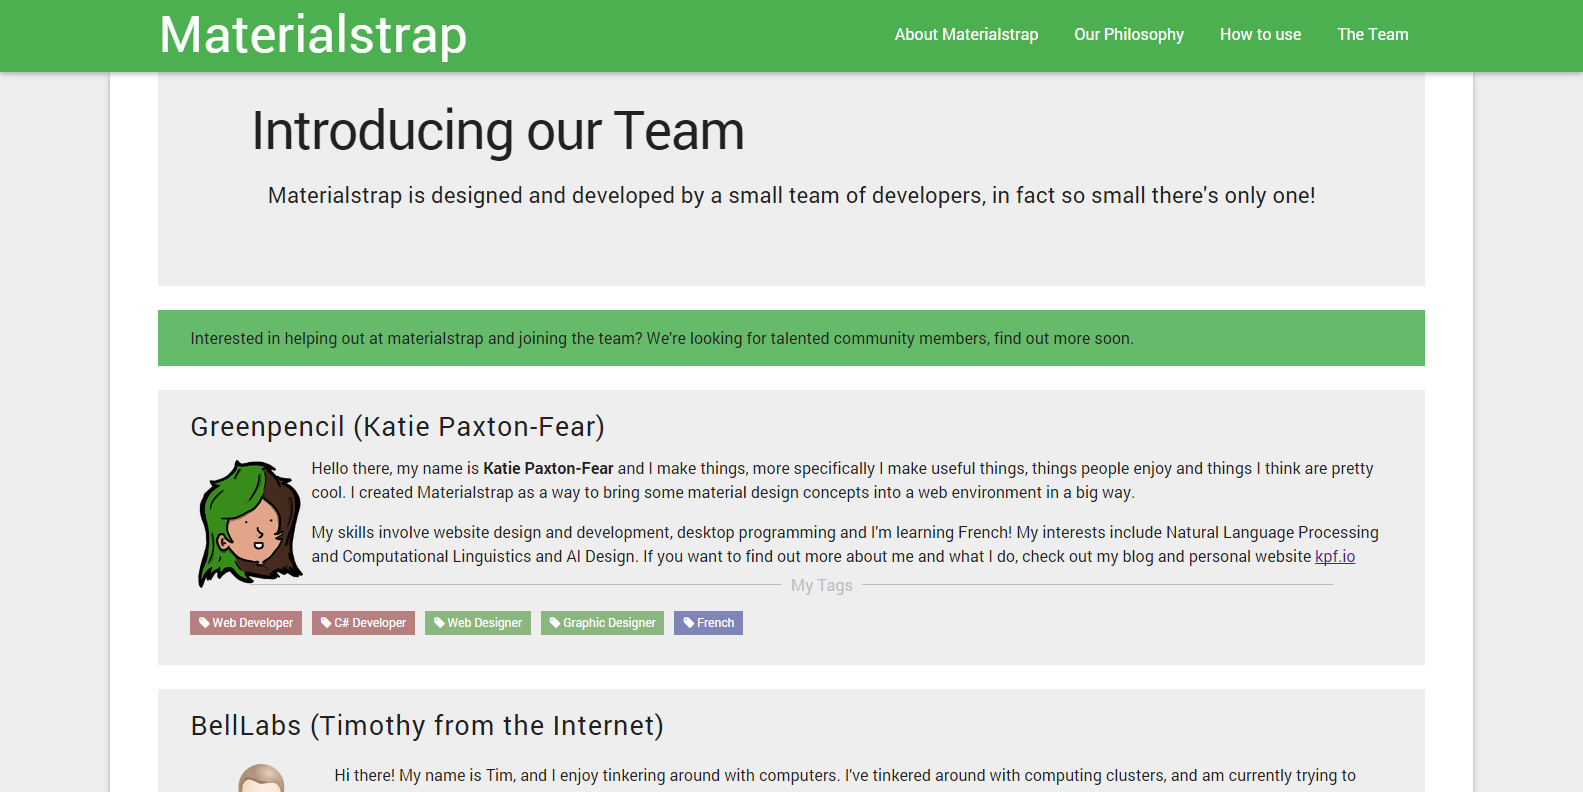 Materialstrap
About Materialstrap
Our Philosophy
How to use
The Team
Introducing our Team
Materialstrap is designed and developed by a small team of developers, in fact so small there's only one!
Interested in helping out at materialstrap and joining the team? We're looking for talented community members, find out more soon.
Greenpencil (Katie Paxton-Fear)
Hello there, my name is Katie Paxton-Fear and I make things, more specifically I make useful things, things people enjoy and things I think are pretty
cool. I created Materialstrap as a way to bring some material design concepts into a web environment in a big way.
My skills involve website design and development, desktop programming and I'm learning French! My interests include Natural Language Processing
and Computational Linguistics and AI Design. If you want to find out more about me and what I do, check out my blog and personal website kpf.io
My Tags
Web Developer
C# Developer
Web Designer
Graphic Designer
French
BellLabs (Timothy from the Internet)
Hi there! My name is Tim, and I enjoy tinkering around with computers. I've tinkered around with computing clusters, and am currently trying to